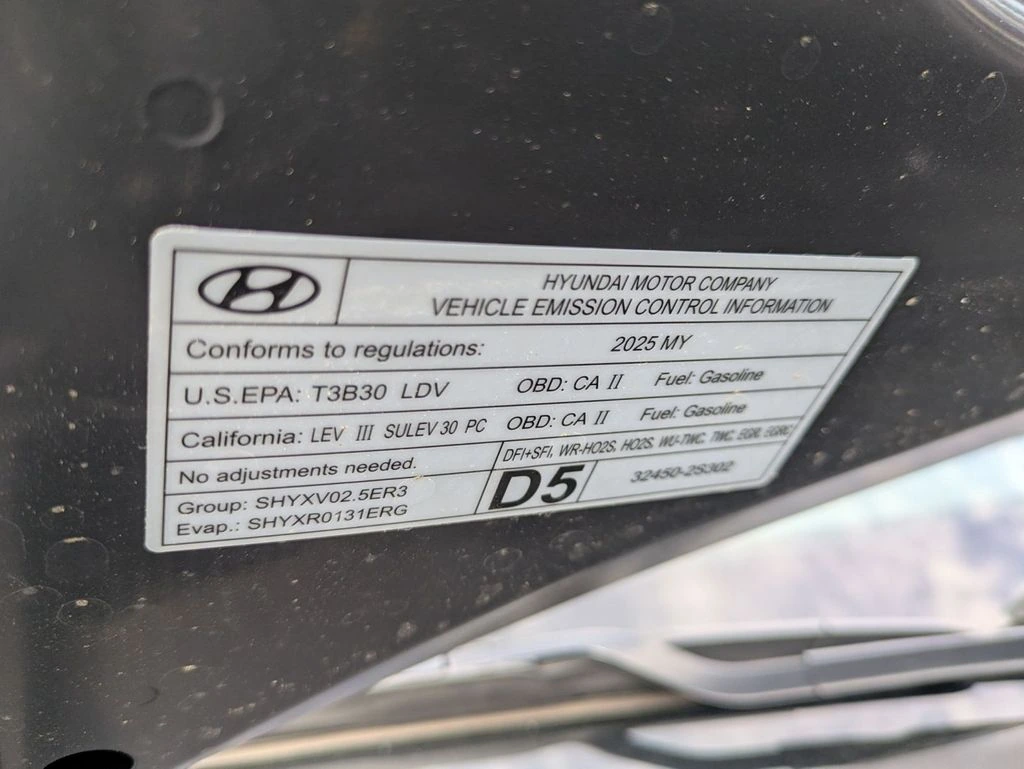 HYUNDAI MOTOR COMPANY
VEHICLE EMISSION CONTROL INFORMATION
Conforms to regulations: 2025 MY
U.S.EPA: T3B30 LDV OBD: CA II Fuel: Gasoline
California: LEV III SULEV 30 PC OBD: CA II Fuel: Gasoline
No adjustments needed. DFI+SFI, WR-HO2S, HO2S, WU-TWC, TWC, EGR, EGRC
Group: SHYXV02.5ER3 D5 32450-2S302
Evap.: SHYXR0131ERG